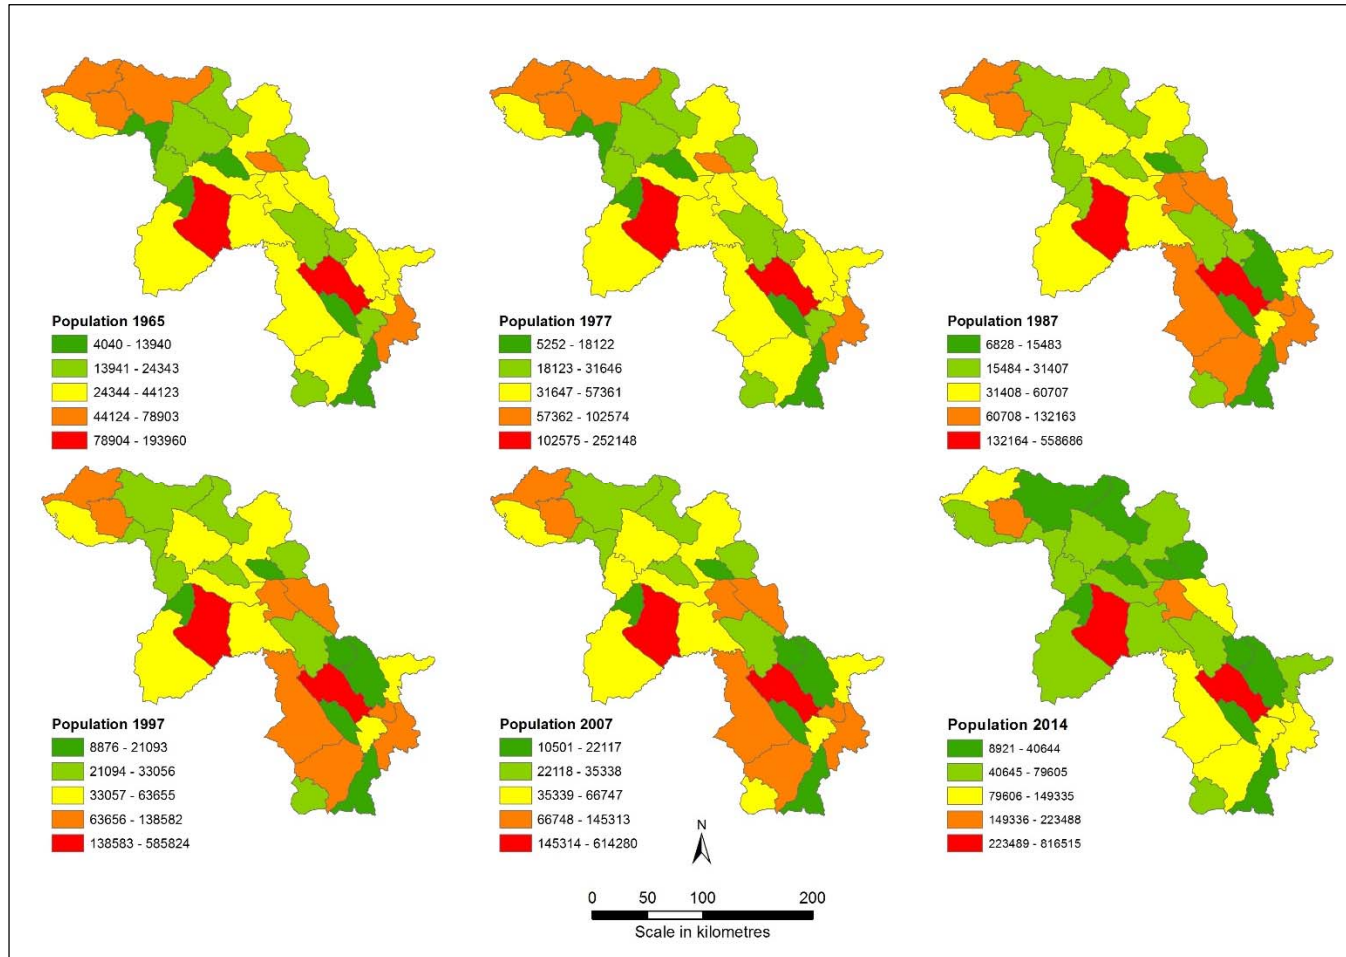 Population 1965
4040 - 13940
13941 - 24343
24344 - 44123
44124 - 78903
78904 - 193960
Population 1977
5252 - 18122
18123 - 31646
31647 - 57361
57362 - 102574
102575 - 252148
Population 1987
6828 - 15483
15484 - 31407
31408 - 60707
60708 - 132163
132164 - 558686
Population 1997
8876 - 21093
21094 - 33056
33057 - 63655
63656 - 138582
138583 - 585824
Population 2007
10501 - 22117
22118 - 35338
35339 - 66747
66748 - 145313
145314 - 614280
Population 2014
8921 - 40644
40645 - 79605
79606 - 149335
149336 - 223488
223489 - 816515
N
0 50 100 200
Scale in kilometres